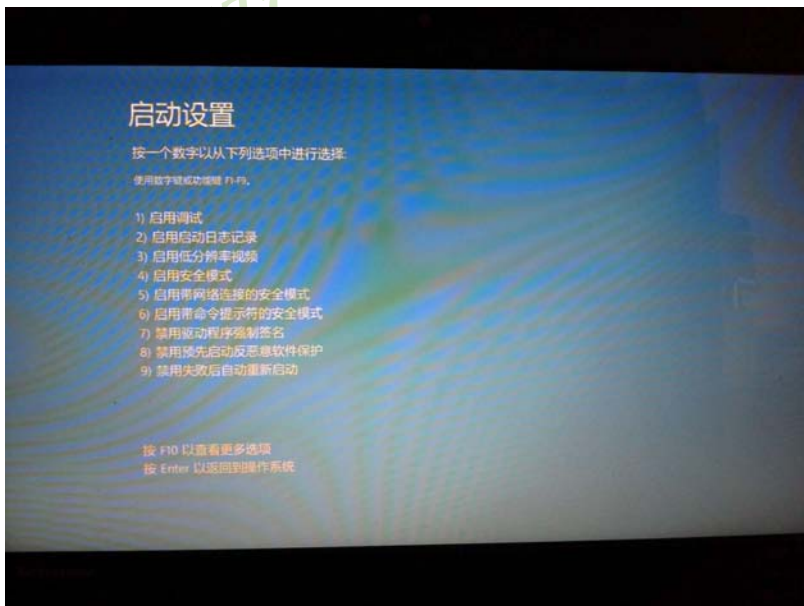 启动设置
按一个数字以从下列选项中进行选择:
使用数字键或功能键 F1-F9。
1) 启用调试
2) 启用启动日志记录
3) 启用低分辨率视频
4) 启用安全模式
5) 启用带网络连接的安全模式
6) 启用带命令提示符的安全模式
7) 禁用驱动程序强制签名
8) 禁用预先启动反恶意软件保护
9) 禁用失败后自动重新启动
按 F10 以查看更多选项
按 Enter 以返回到操作系统